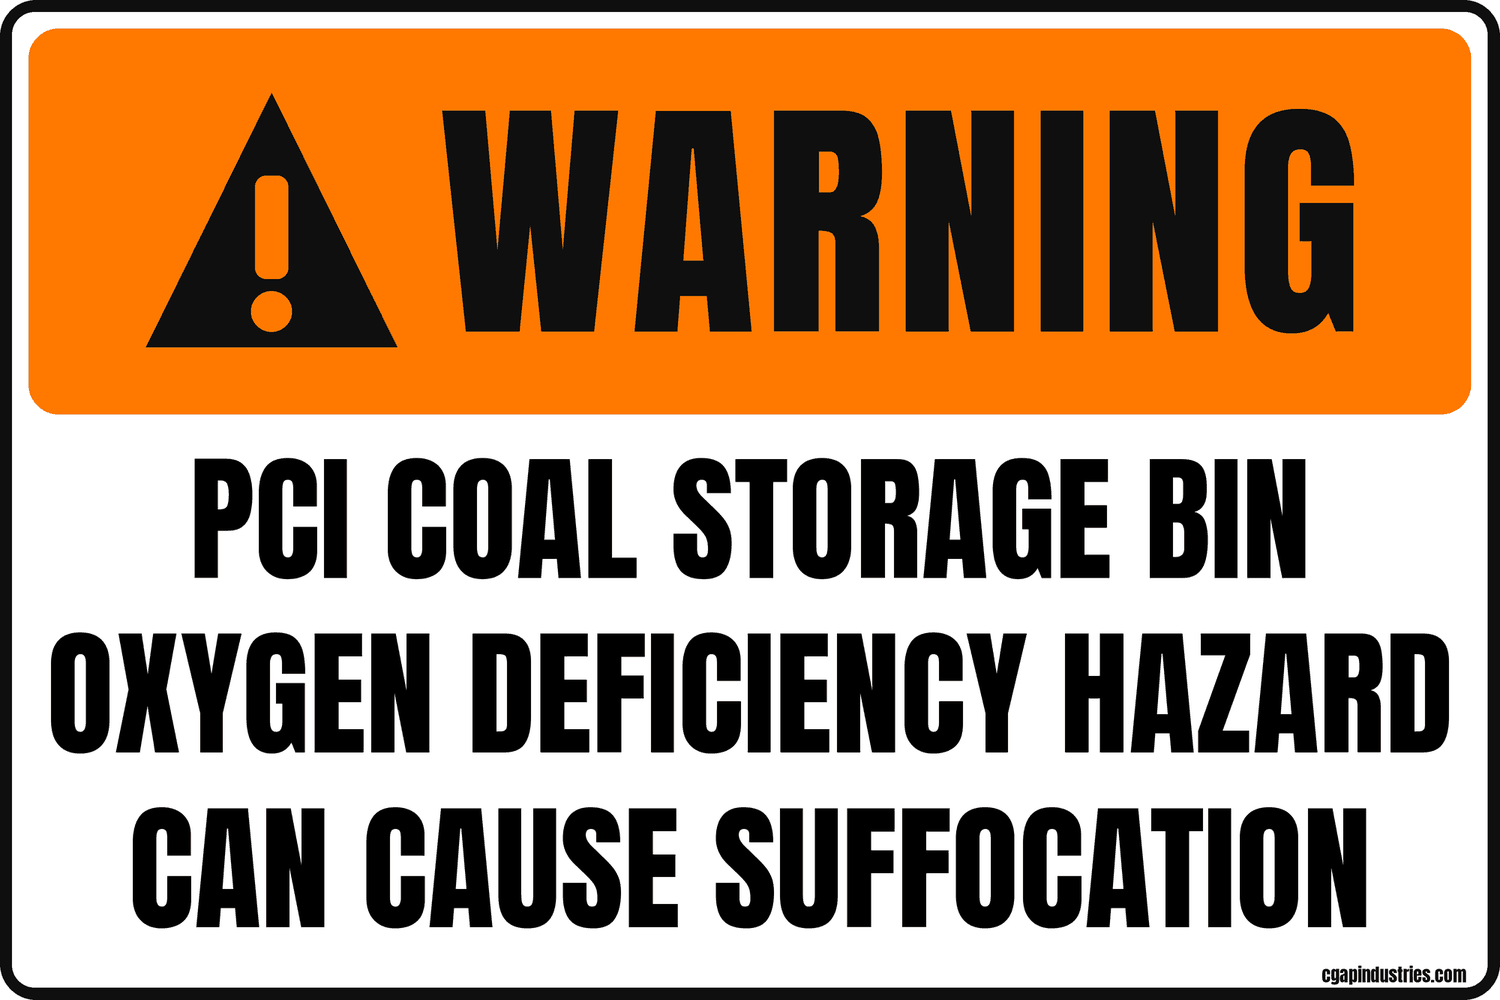 WARNING
PCI COAL STORAGE BIN
OXYGEN DEFICIENCY HAZARD
CAN CAUSE SUFFOCATION
cgapindustries.com